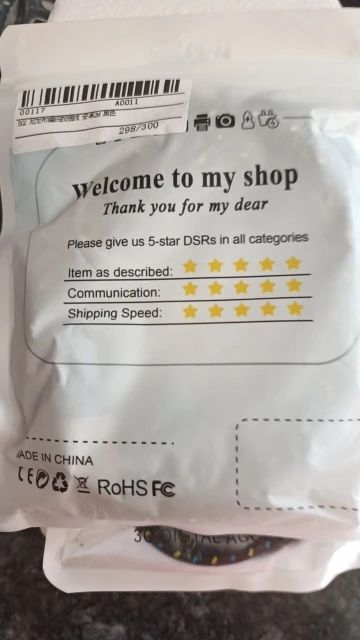 00117 A0011
298/300
Welcome to my shop
Thank you for my dear
Please give us 5-star DSRs in all categories
Item as described:
Communication:
Shipping Speed:
ADE IN CHINA
CE RoHS FC